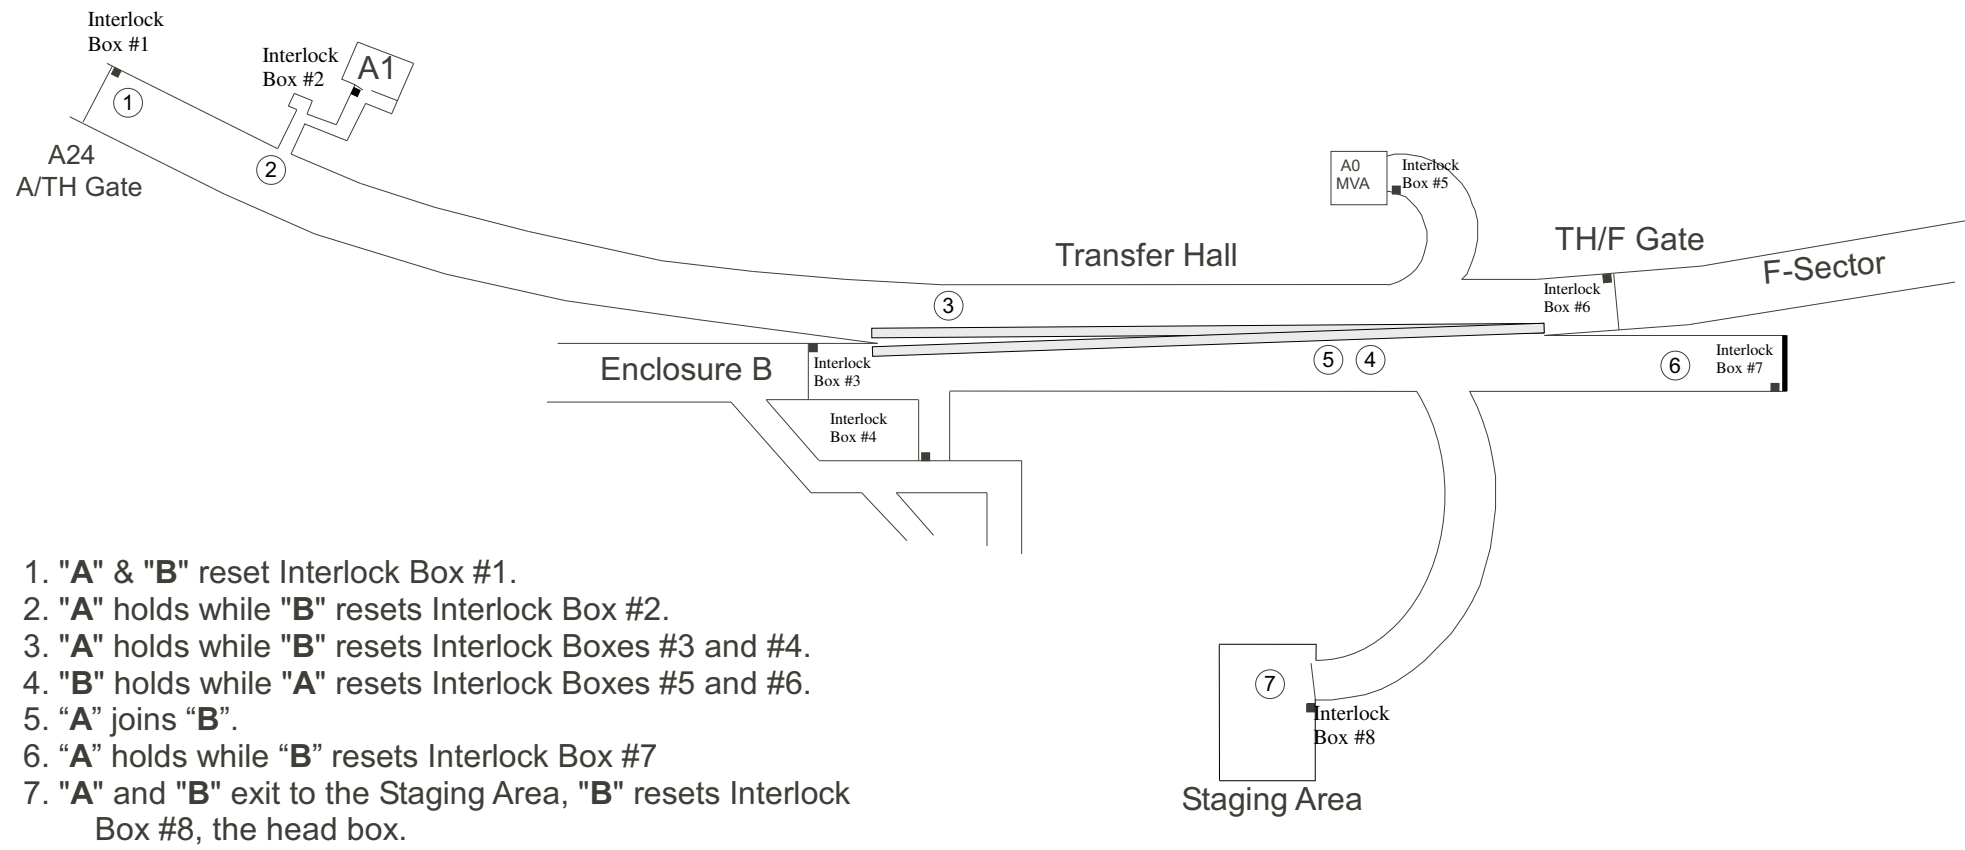 Interlock
Box #1
Interlock
Box #2
A1
1
A24
A/TH Gate
2
A0
MVA
Interlock
Box #5
Transfer Hall
TH/F Gate
F-Sector
3
Interlock
Box #6
Enclosure B
Interlock
Box #3
5
4
6
Interlock
Box #7
Interlock
Box #4
7
Interlock
Box #8
Staging Area
1. "A" & "B" reset Interlock Box #1.
2. "A" holds while "B" resets Interlock Box #2.
3. "A" holds while "B" resets Interlock Boxes #3 and #4.
4. "B" holds while "A" resets Interlock Boxes #5 and #6.
5. “A” joins “B”.
6. “A” holds while “B” resets Interlock Box #7
7. "A" and "B" exit to the Staging Area, "B" resets Interlock
Box #8, the head box.